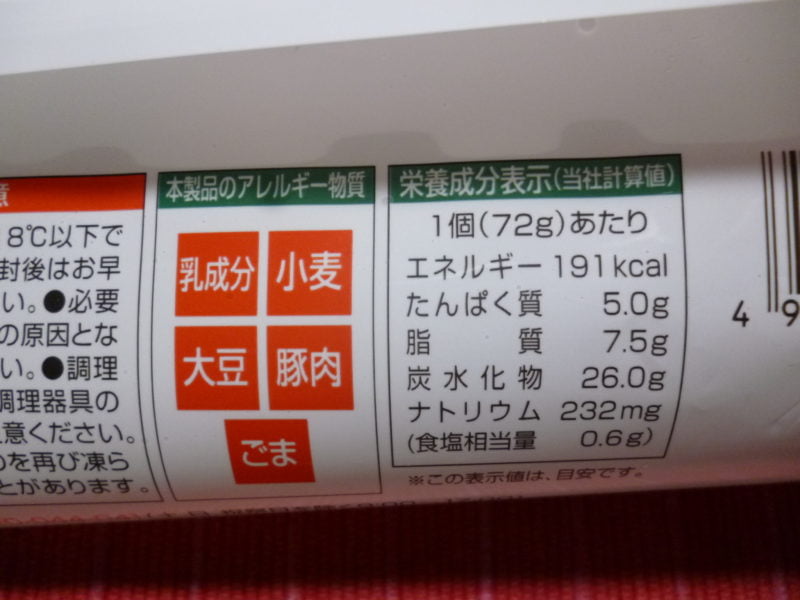 意
18℃以下で
封後はお早
い。●必要
の原因とな
い。●調理
調理器具の
意ください。
のを再び凍ら
とがあります。
本製品のアレルギー物質
乳成分 小麦
大豆 豚肉
ごま
栄養成分表示(当社計算値)
1個(72g)あたり
エネルギー 191kcal
たんぱく質 5.0g
脂質 7.5g
炭水化物 26.0g
ナトリウム 232mg
(食塩相当量 0.6g)
※この表示値は、目安です。
4 9